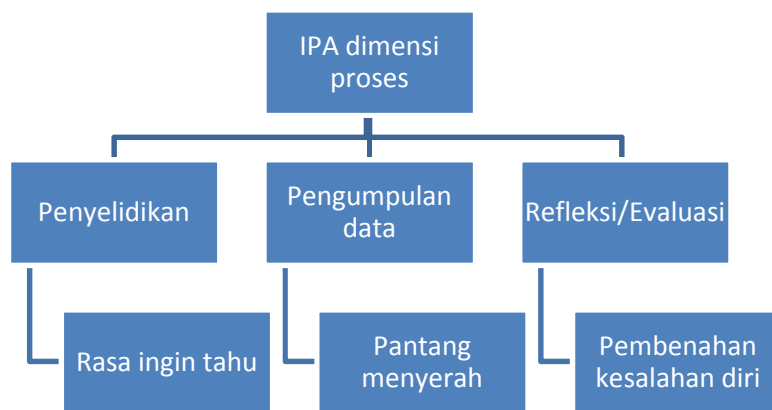 IPA dimensi
proses
Penyelidikan
Pengumpulan
data
Refleksi/Evaluasi
Rasa ingin tahu
Pantang
menyerah
Pembenahan
kesalahan diri